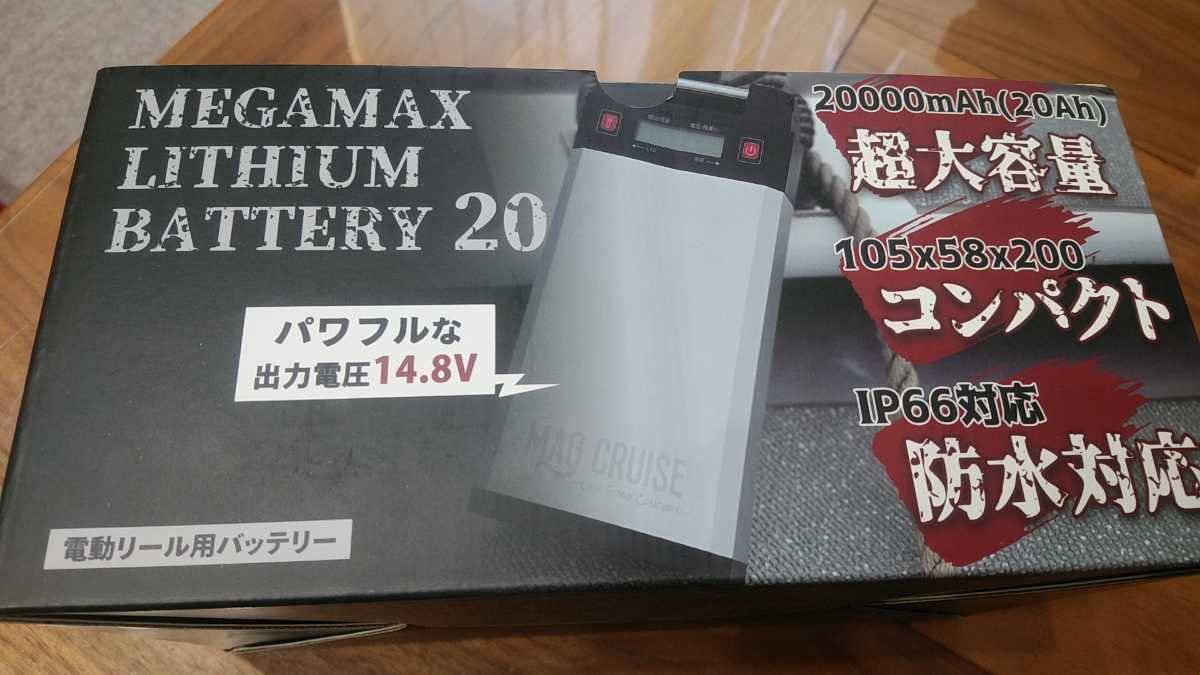 MEGAMAX
LITHIUM
BATTERY 20
パワフルな
出力電圧14.8V
電動リール用バッテリー
MAG CRUISE
20000mAh(20Ah)
超大容量
105x58x200
コンパクト
IP66対応
防水対応